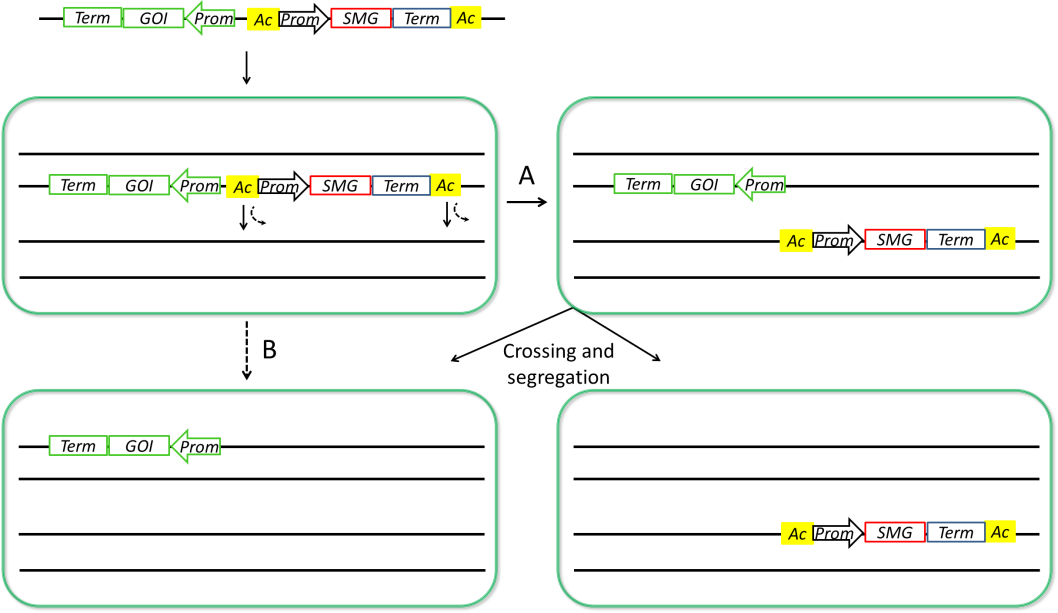 Term GOI Prom Ac Prom SMG Term Ac
Term GOI Prom Ac Prom SMG Term Ac
A
Term GOI Prom
Ac Prom SMG Term Ac
B
Crossing and
segregation
Term GOI Prom
Ac Prom SMG Term Ac